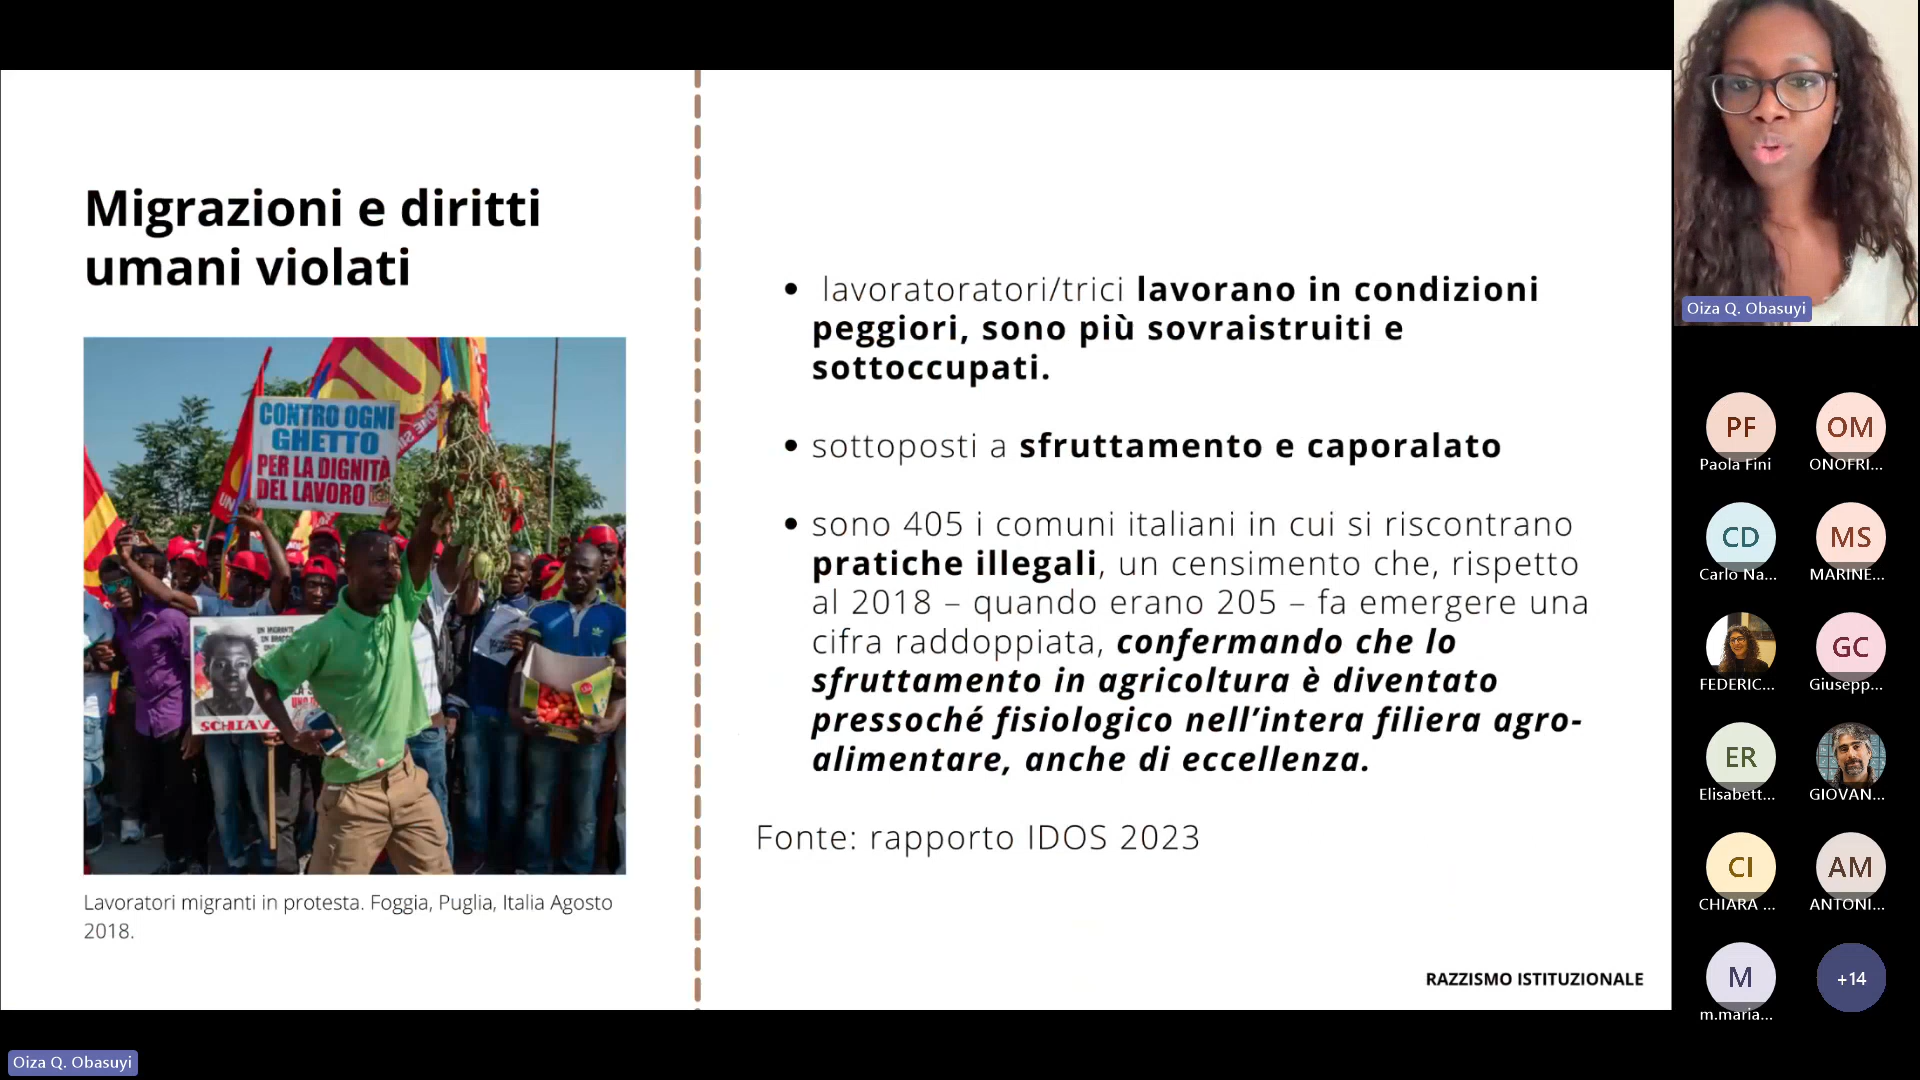 Migrazioni e diritti
umani violati
CONTRO OGNI
GHETTO
PER LA DIGNITÀ
DEL LAVORO
UN MIGRANTE
SCHIAV
Lavoratori migranti in protesta. Foggia, Puglia, Italia Agosto
2018.
• lavoratoratori/trici lavorano in condizioni
peggiori, sono più sovraistruiti e
sottoccupati.
• sottoposti a sfruttamento e caporalato
• sono 405 i comuni italiani in cui si riscontrano
pratiche illegali, un censimento che, rispetto
al 2018 – quando erano 205 – fa emergere una
cifra raddoppiata, confermando che lo
sfruttamento in agricoltura è diventato
pressoché fisiologico nell’intera filiera agro-
alimentare, anche di eccellenza.
Fonte: rapporto IDOS 2023
RAZZISMO ISTITUZIONALE
Oiza Q. Obasuyi
PF
Paola Fini
OM
ONOFRI...
CD
Carlo Na...
MS
MARINE...
FEDERIC...
GC
Giusepp...
ER
Elisabett...
GIOVAN...
CI
CHIARA ...
AM
ANTONI...
M
m.maria...
+14
Oiza Q. Obasuyi